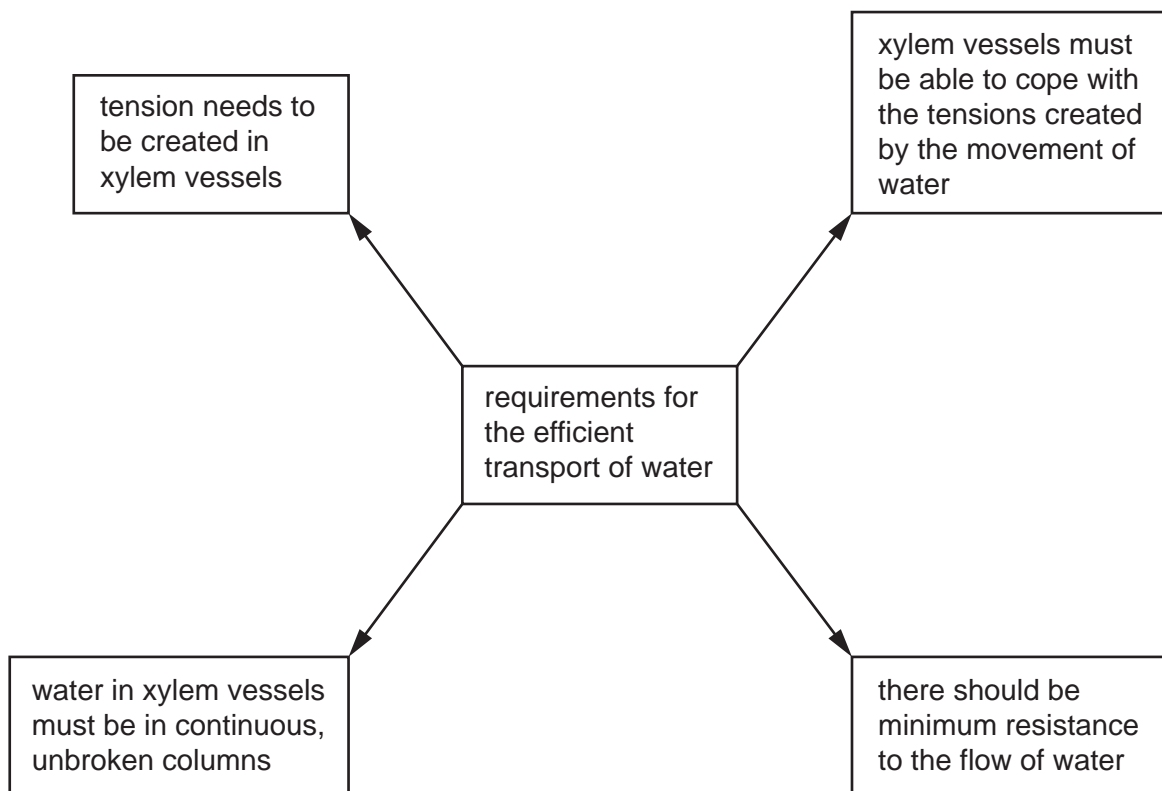 tension needs to
be created in
xylem vessels
xylem vessels must
be able to cope with
the tensions created
by the movement of
water
requirements for
the efficient
transport of water
water in xylem vessels
must be in continuous,
unbroken columns
there should be
minimum resistance
to the flow of water